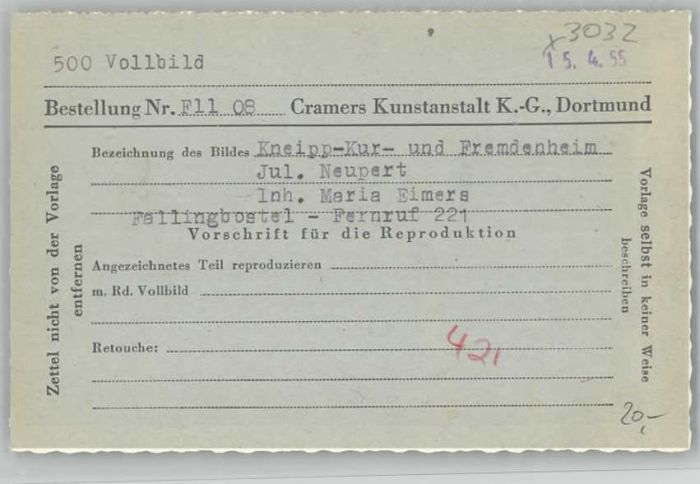 x3032
500 Vollbild
15.4.55
Bestellung Nr. Fll 08 Cramers Kunstanstalt K.-G., Dortmund
Bezeichnung des Bildes Kneipp-Kur- und Fremdenheim
Jul. Neupert
Inh. Maria Eimers
Fallingbostel - Fernruf 221
Vorschrift für die Reproduktion
Angezeichnetes Teil reproduzieren
m. Rd. Vollbild
Retouche:
421
20,-
Zettel nicht von der Vorlage
entfernen
Vorlage selbst in keiner Weise
beschreiben